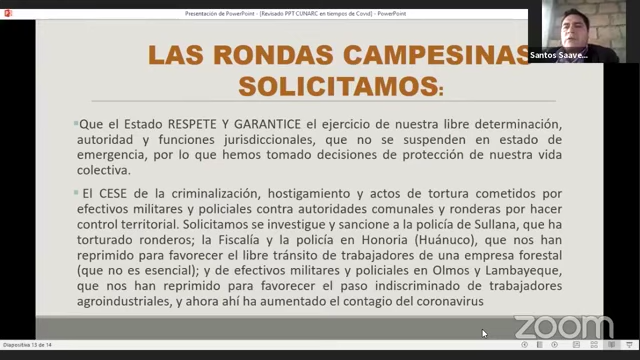 Presentación de PowerPoint - [Revisado PPT CUNARC en tiempos de Covid] - PowerPoint
Santos Saave...
LAS RONDAS CAMPESINAS
SOLICITAMOS:
Que el Estado RESPETE Y GARANTICE el ejercicio de nuestra libre determinación,
autoridad y funciones jurisdiccionales, que no se suspenden en estado de
emergencia, por lo que hemos tomado decisiones de protección de nuestra vida
colectiva.
El CESE de la criminalización, hostigamiento y actos de tortura cometidos por
efectivos militares y policiales contra autoridades comunales y ronderas por hacer
control territorial. Solicitamos se investigue y sancione a la policía de Sullana, que ha
torturado ronderos; la Fiscalía y la policía en Honoria (Huánuco), que nos han
reprimido para favorecer el libre tránsito de trabajadores de una empresa forestal
(que no es esencial); y de efectivos militares y policiales en Olmos y Lambayeque,
que nos han reprimido para favorecer el paso indiscriminado de trabajadores
agroindustriales, y ahora ahí ha aumentado el contagio del coronavirus
zoom
Diapositiva 13 de 14